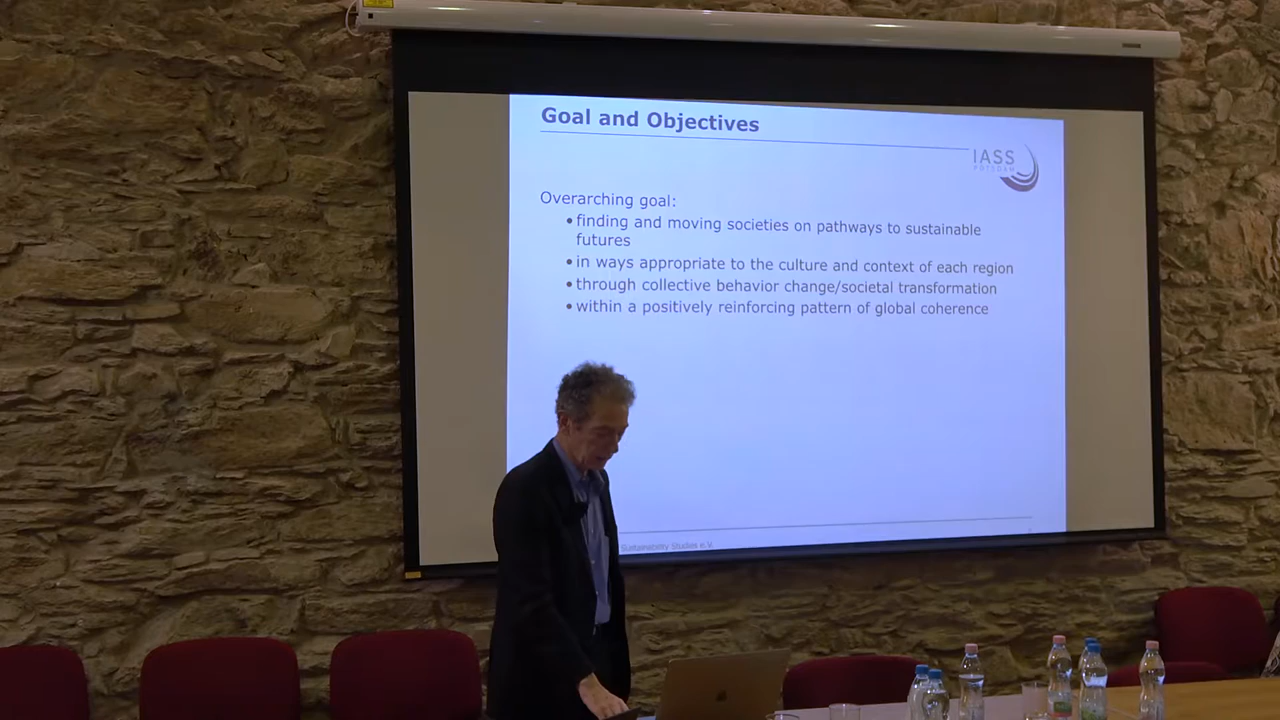 Goal and Objectives
IASS
POTSDAM
Overarching goal:
•finding and moving societies on pathways to sustainable
futures
•in ways appropriate to the culture and context of each region
•through collective behavior change/societal transformation
•within a positively reinforcing pattern of global coherence
Sustainability Studies e.V.